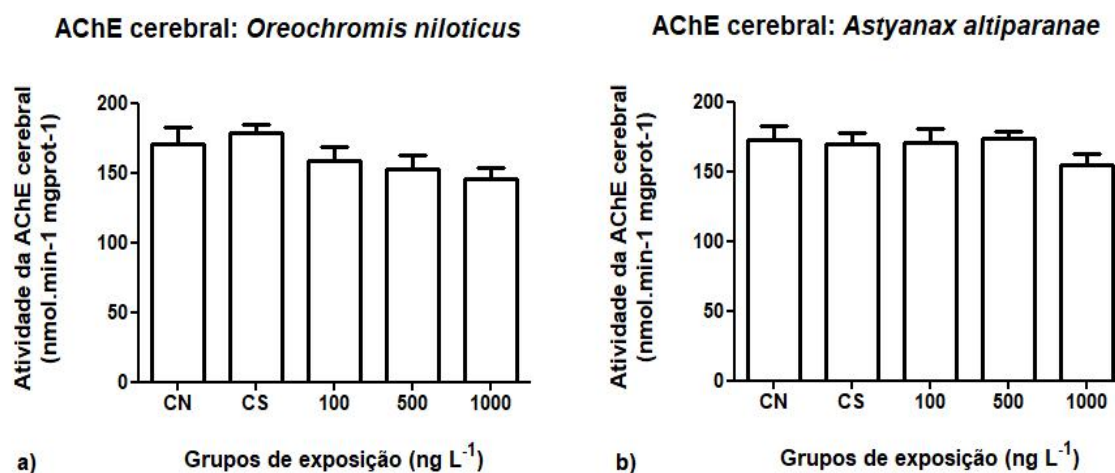 AChE cerebral: Oreochromis niloticus
Atividade da AChE cerebral
(nmol.min-1 mgprot-1)
200
150
100
50
0
CN CS 100 500 1000
a) Grupos de exposição (ng L⁻¹)
AChE cerebral: Astyanax altiparanae
Atividade da AChE cerebral
(nmol.min-1 mgprot-1)
200
150
100
50
0
CN CS 100 500 1000
b) Grupos de exposição (ng L⁻¹)